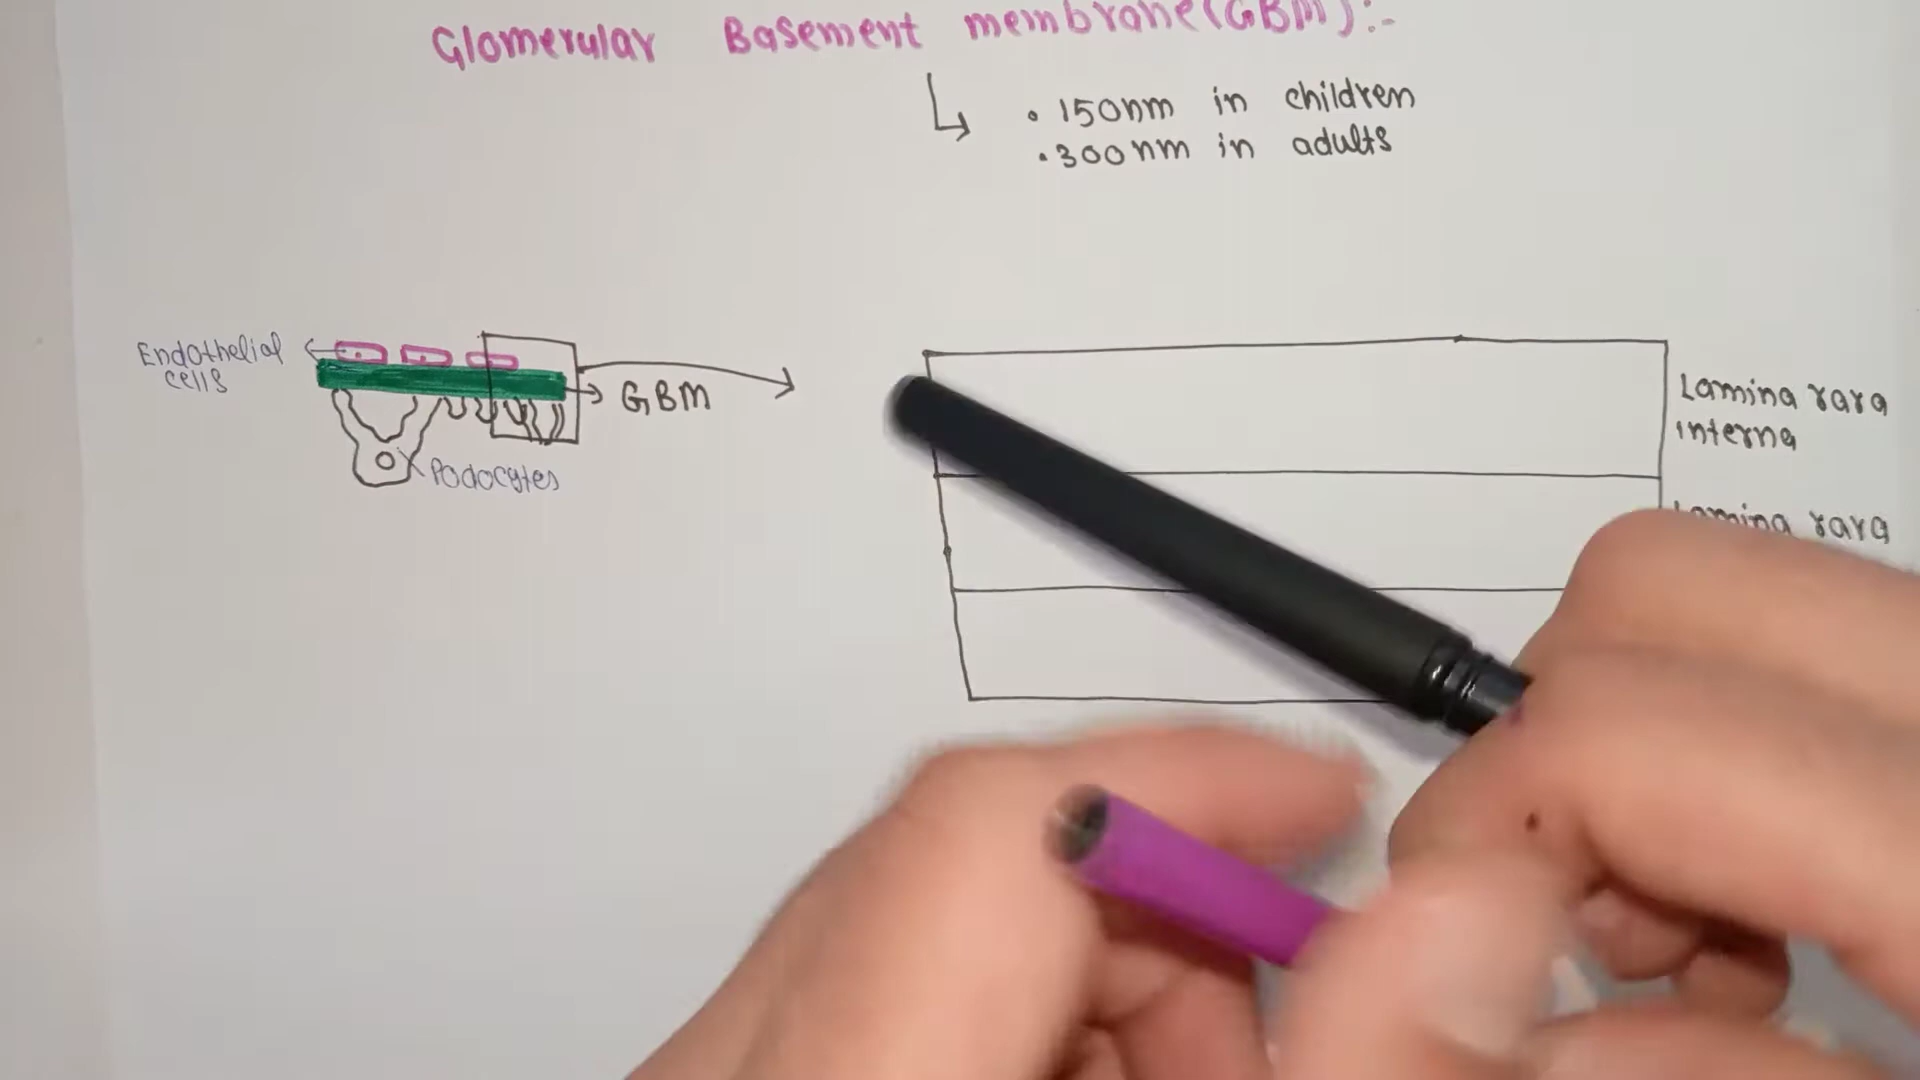 Glomerular Basement membrane (GBM):-
• 150nm in children
• 300nm in adults
Endothelial
cells
GBM
Podocytes
Lamina rara
interna
Lamina rara